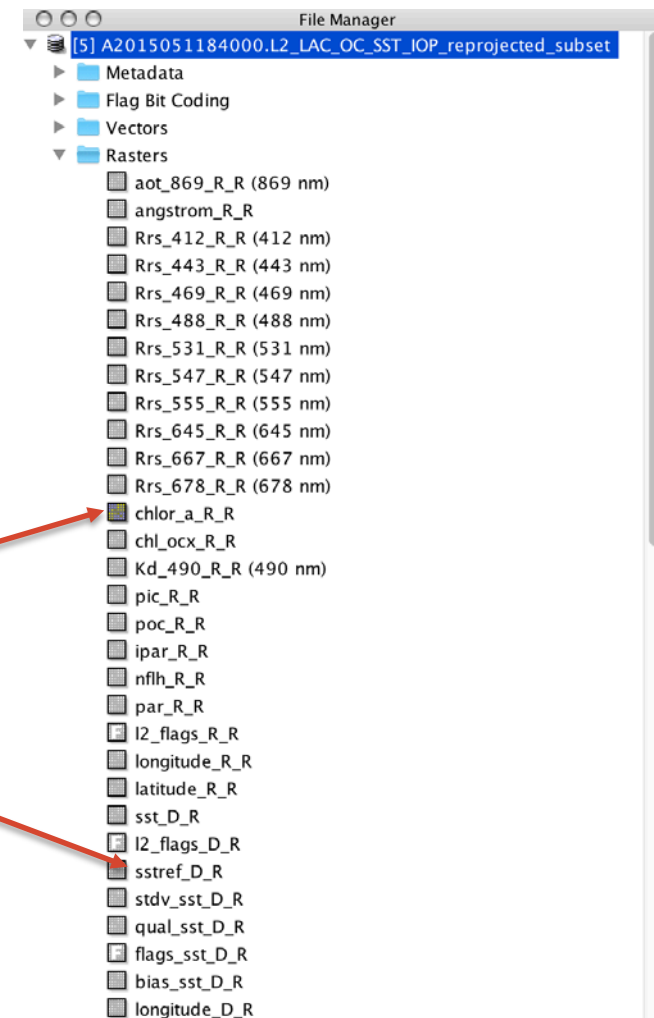 File Manager
[5] A2015051184000.L2_LAC_OC_SST_IOP_reprojected_subset
Metadata
Flag Bit Coding
Vectors
Rasters
aot_869_R_R (869 nm)
angstrom_R_R
Rrs_412_R_R (412 nm)
Rrs_443_R_R (443 nm)
Rrs_469_R_R (469 nm)
Rrs_488_R_R (488 nm)
Rrs_531_R_R (531 nm)
Rrs_547_R_R (547 nm)
Rrs_555_R_R (555 nm)
Rrs_645_R_R (645 nm)
Rrs_667_R_R (667 nm)
Rrs_678_R_R (678 nm)
chlor_a_R_R
chl_ocx_R_R
Kd_490_R_R (490 nm)
pic_R_R
poc_R_R
ipar_R_R
nflh_R_R
par_R_R
l2_flags_R_R
longitude_R_R
latitude_R_R
sst_D_R
l2_flags_D_R
sstref_D_R
stdv_sst_D_R
qual_sst_D_R
flags_sst_D_R
bias_sst_D_R
longitude_D_R